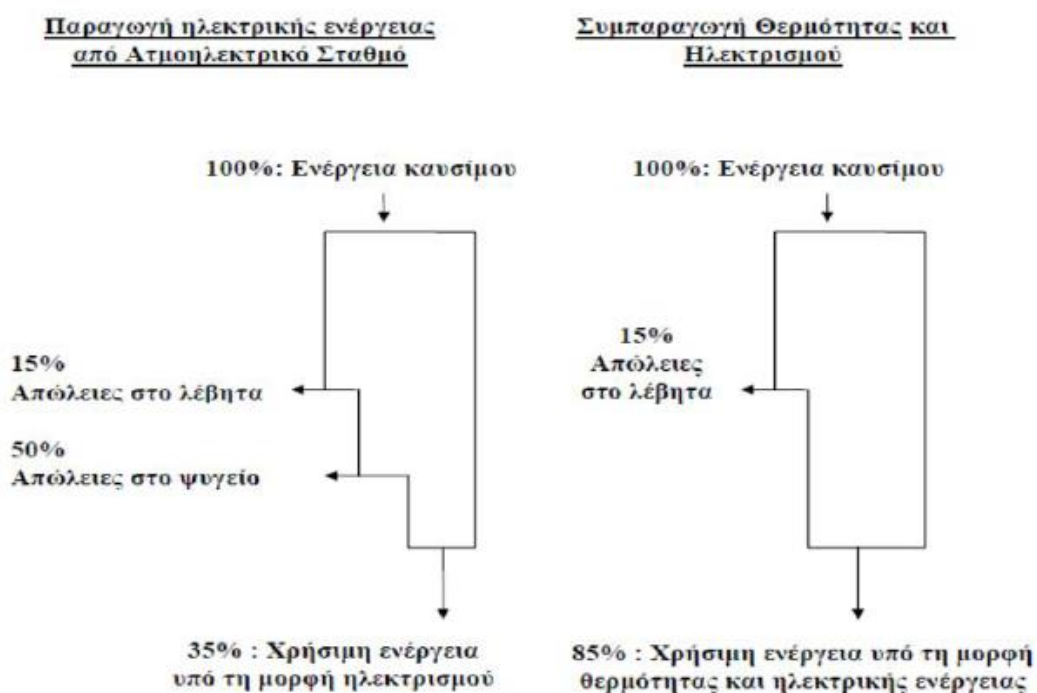 Παραγωγή ηλεκτρικής ενέργειας
από Ατμοηλεκτρικό Σταθμό
100%: Ενέργεια καυσίμου
15%
Απώλειες στο λέβητα
50%
Απώλειες στο ψυγείο
35% : Χρήσιμη ενέργεια
υπό τη μορφή ηλεκτρισμού
Συμπαραγωγή Θερμότητας και
Ηλεκτρισμού
100%: Ενέργεια καυσίμου
15%
Απώλειες
στο λέβητα
85% : Χρήσιμη ενέργεια υπό τη μορφή
θερμότητας και ηλεκτρικής ενέργειας